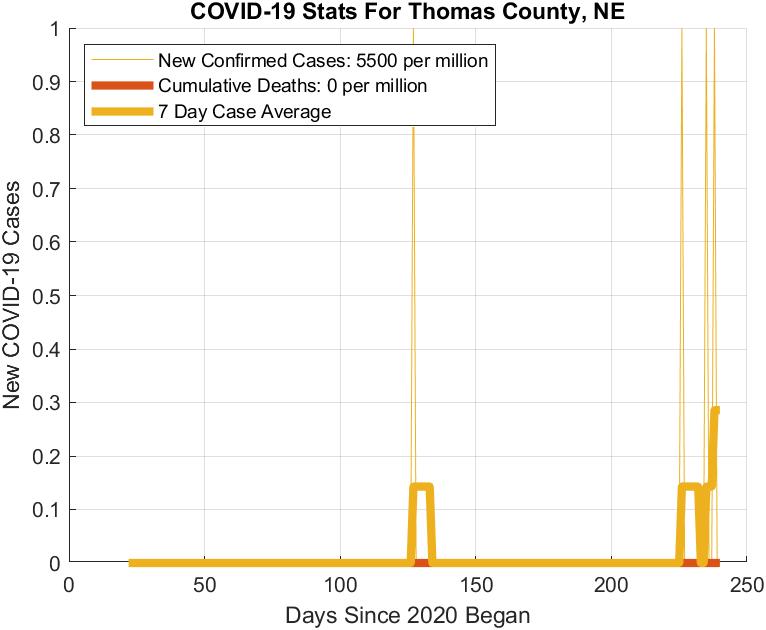 COVID-19 Stats For Thomas County, NE
New Confirmed Cases: 5500 per million
Cumulative Deaths: 0 per million
7 Day Case Average
New COVID-19 Cases
1
0.9
0.8
0.7
0.6
0.5
0.4
0.3
0.2
0.1
0
0 50 100 150 200 250
Days Since 2020 Began